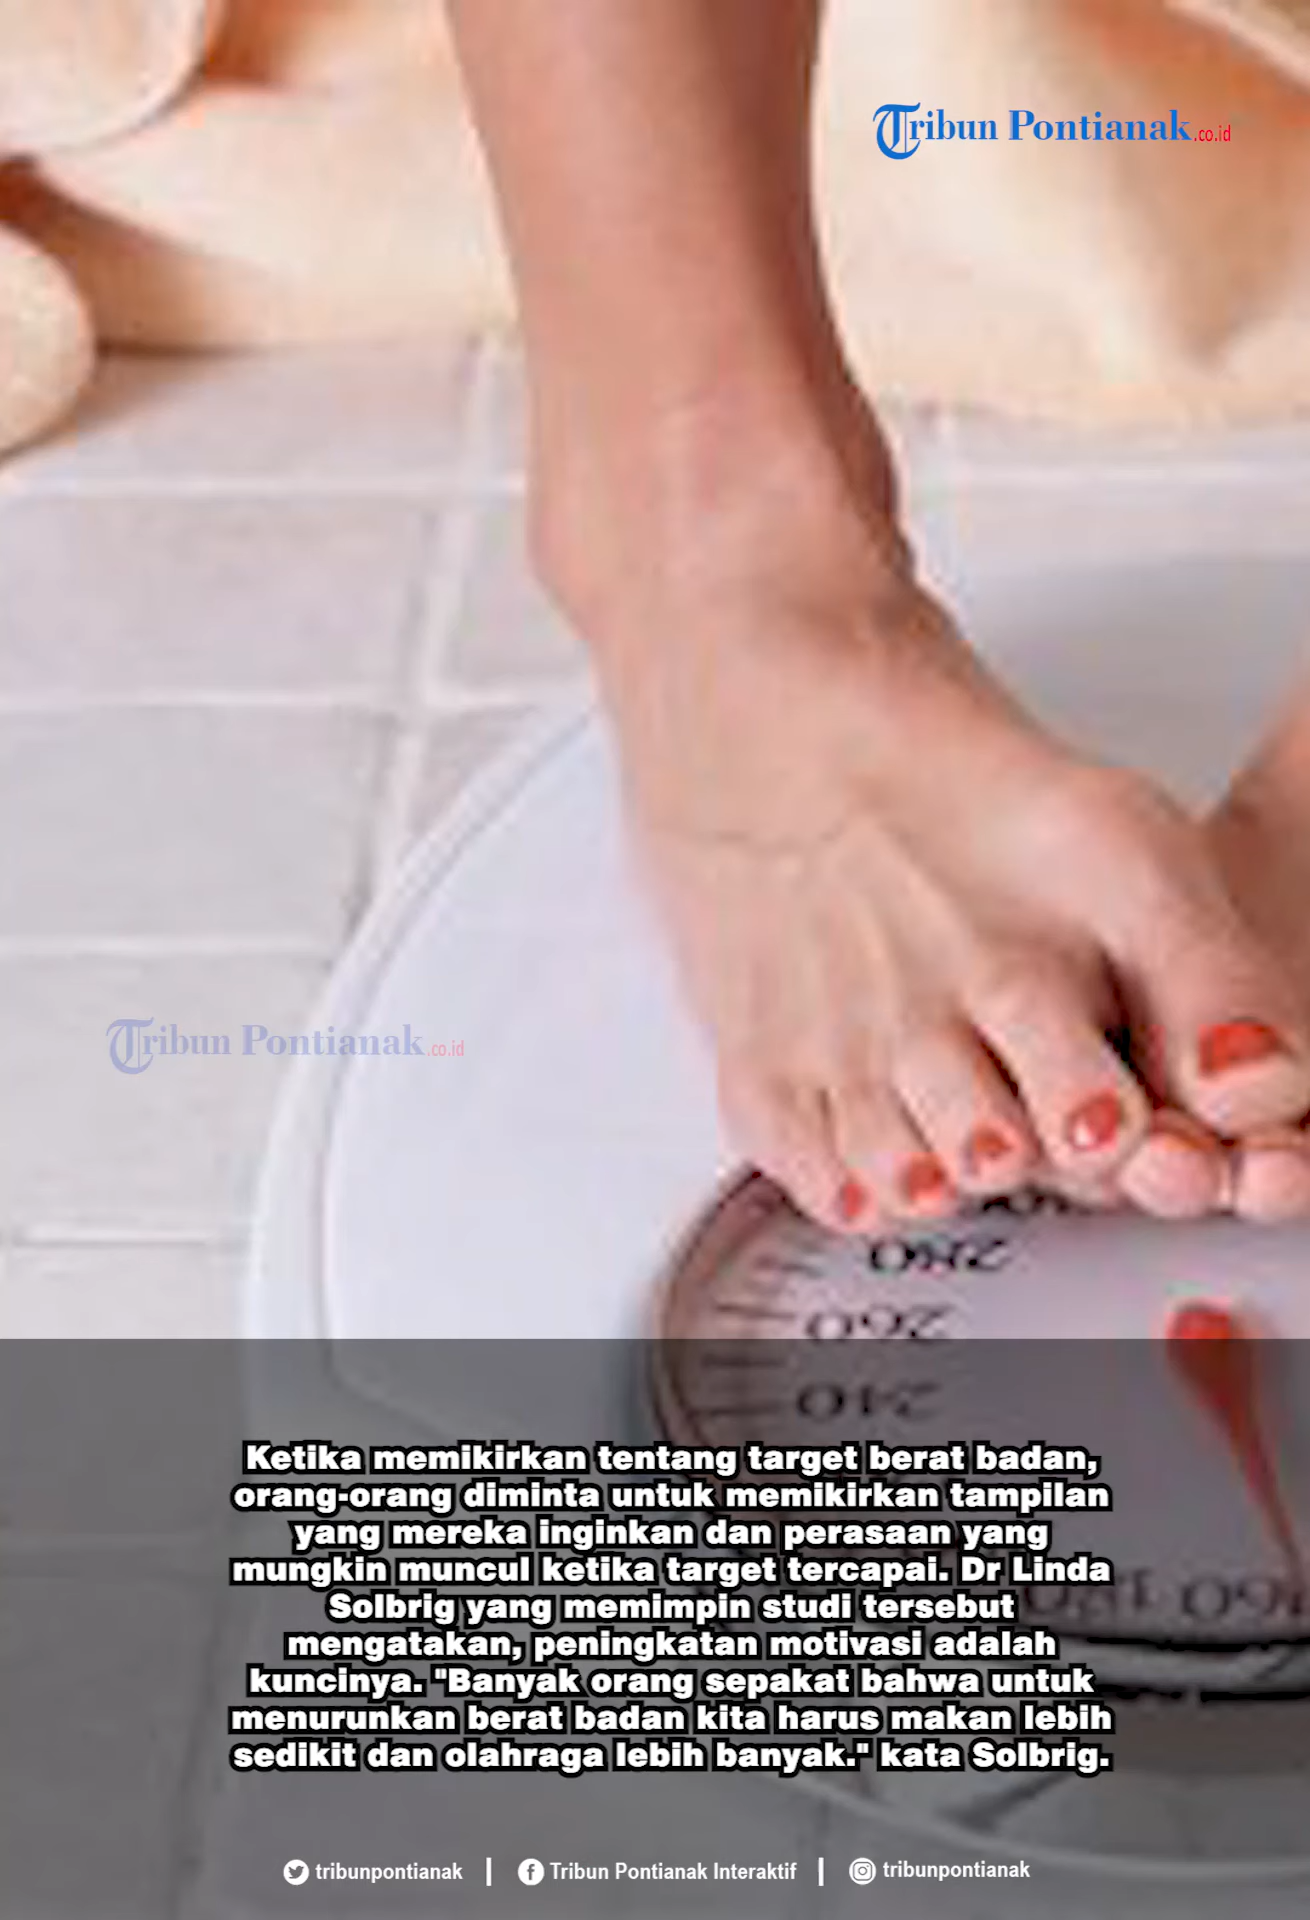 Tribun Pontianak.co.id
Tribun Pontianak.co.id
280
260
240
Ketika memikirkan tentang target berat badan,
orang-orang diminta untuk memikirkan tampilan
yang mereka inginkan dan perasaan yang
mungkin muncul ketika target tercapai. Dr Linda
Solbrig yang memimpin studi tersebut
mengatakan, peningkatan motivasi adalah
kuncinya. "Banyak orang sepakat bahwa untuk
menurunkan berat badan kita harus makan lebih
sedikit dan olahraga lebih banyak." kata Solbrig.
tribunpontianak | Tribun Pontianak Interaktif | tribunpontianak